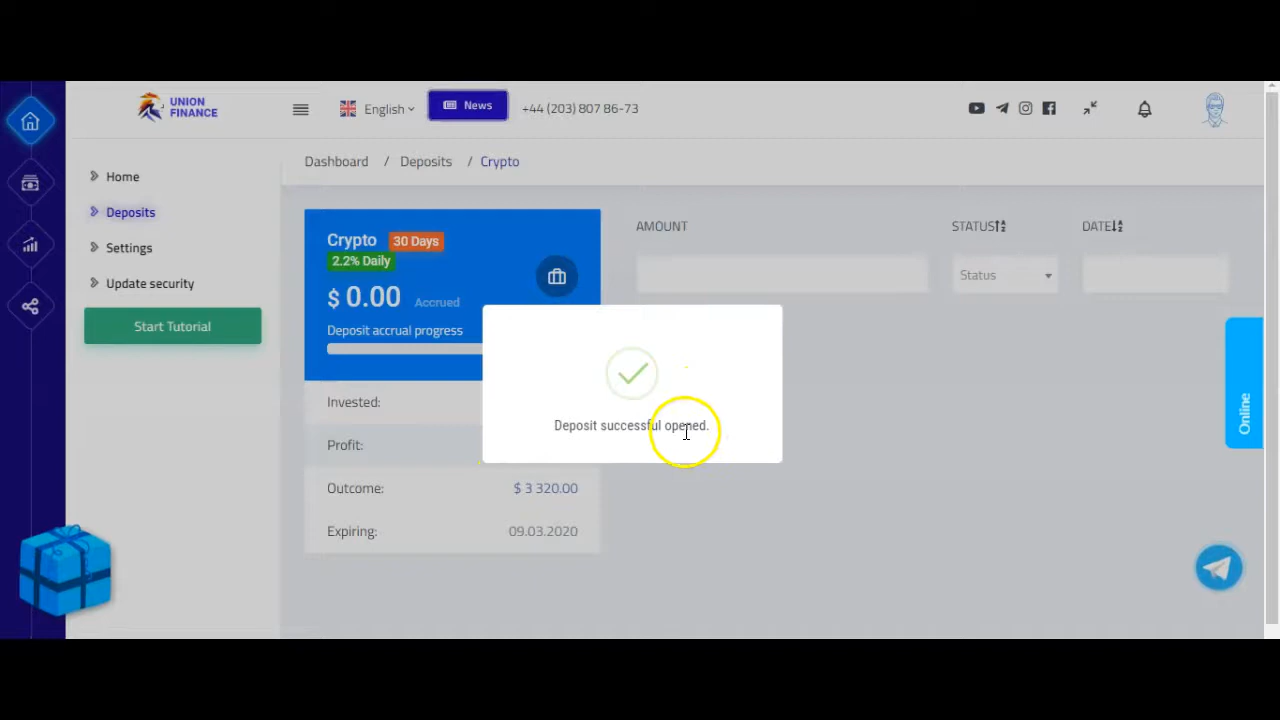 UNION
FINANCE
English
News
+44 (203) 807 86-73
Home
Deposits
Settings
Update security
Start Tutorial
Dashboard / Deposits / Crypto
Crypto 30 Days
2.2% Daily
$ 0.00 Accrued
Deposit accrual progress
Invested:
Profit:
Outcome: $ 3 320.00
Expiring: 09.03.2020
AMOUNT STATUS DATE
Status
Deposit successful opened.
Online